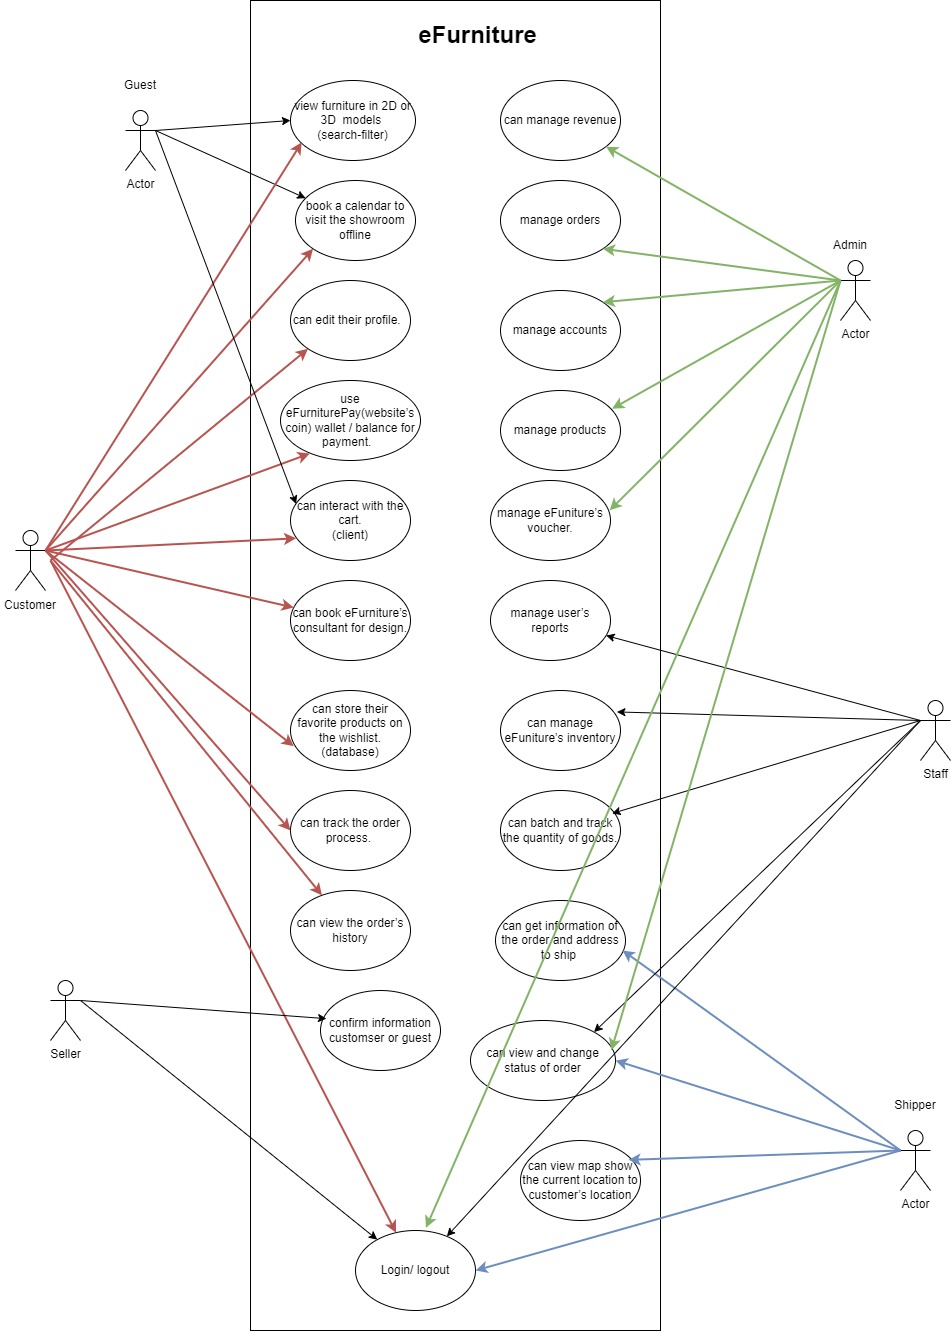 eFurniture
Guest
Actor
view furniture in 2D or
3D  models
(search-filter)
book a calendar to
visit the showroom
offline
can edit their profile.
use
eFurniturePay(website's
coin) wallet / balance for
payment.
can interact with the
cart.
(client)
can book eFurniture's
consultant for design.
can store their
favorite products on
the wishlist.
(database)
can track the order
process.
can view the order's
history
confirm information
customser or guest
Login/ logout
can manage revenue
manage orders
manage accounts
manage products
manage eFuniture's
voucher.
manage user's
reports
can manage
eFuniture's inventory
can batch and track
the quantity of goods.
can get information of
the order and address
to ship
can view and change
status of order
can view map show
the current location to
customer's location
Customer
Seller
Admin
Actor
Staff
Shipper
Actor